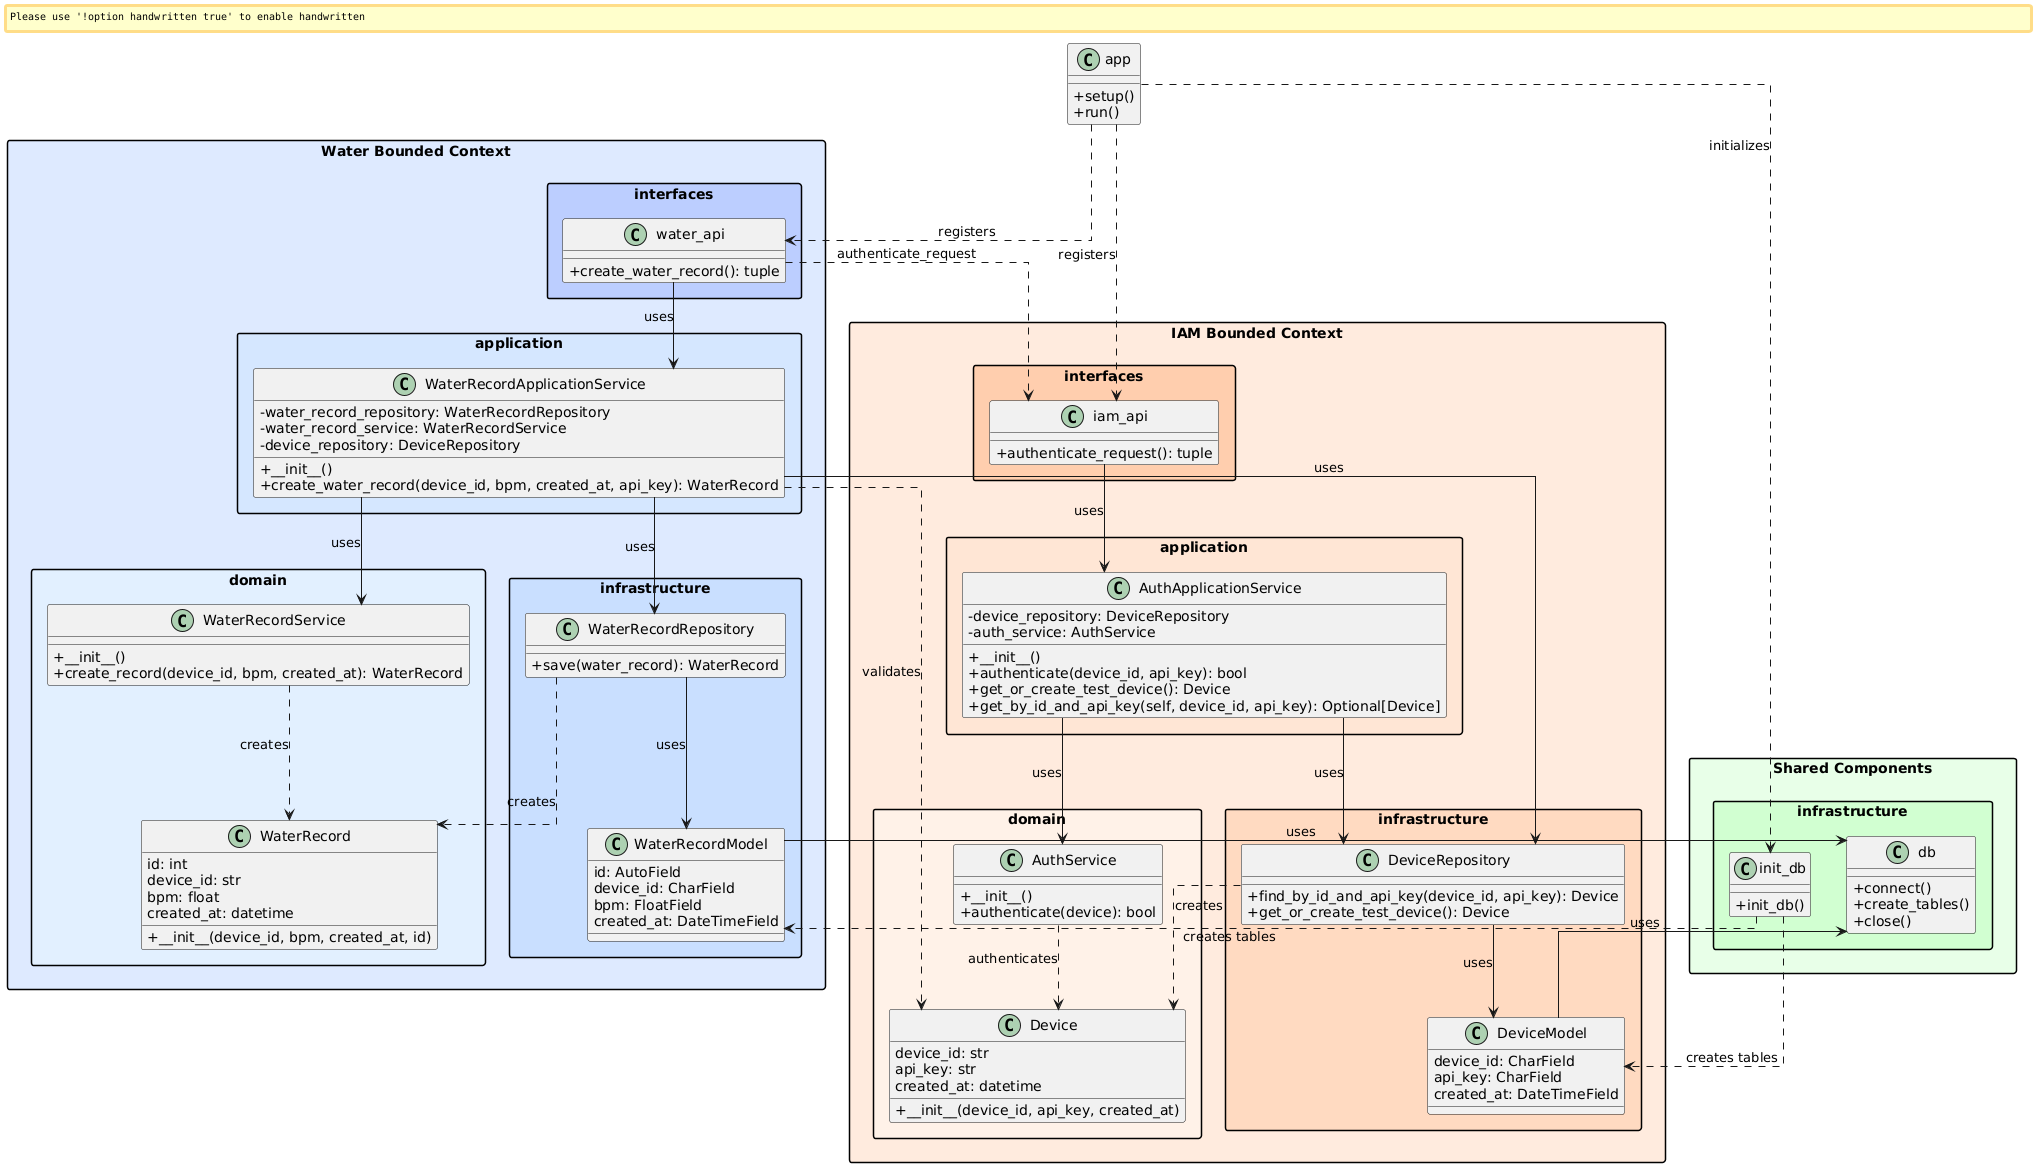 Please use '!option handwritten true' to enable handwritten
C app
+setup()
+run()
initializes
Water Bounded Context
interfaces
C water_api
+create_water_record(): tuple
registers
authenticate_request
registers
uses
application
C WaterRecordApplicationService
-water_record_repository: WaterRecordRepository
-water_record_service: WaterRecordService
-device_repository: DeviceRepository
+__init__()
+create_water_record(device_id, bpm, created_at, api_key): WaterRecord
uses
uses
domain
C WaterRecordService
+__init__()
+create_record(device_id, bpm, created_at): WaterRecord
creates
C WaterRecord
id: int
device_id: str
bpm: float
created_at: datetime
+__init__(device_id, bpm, created_at, id)
infrastructure
C WaterRecordRepository
+save(water_record): WaterRecord
uses
creates
C WaterRecordModel
id: AutoField
device_id: CharField
bpm: FloatField
created_at: DateTimeField
validates
IAM Bounded Context
interfaces
C iam_api
+authenticate_request(): tuple
uses
uses
application
C AuthApplicationService
-device_repository: DeviceRepository
-auth_service: AuthService
+__init__()
+authenticate(device_id, api_key): bool
+get_or_create_test_device(): Device
+get_by_id_and_api_key(self, device_id, api_key): Optional[Device]
uses
uses
domain
C AuthService
+__init__()
+authenticate(device): bool
authenticates
C Device
device_id: str
api_key: str
created_at: datetime
+__init__(device_id, api_key, created_at)
infrastructure
uses
C DeviceRepository
+find_by_id_and_api_key(device_id, api_key): Device
+get_or_create_test_device(): Device
creates
creates tables
uses
uses
C DeviceModel
device_id: CharField
api_key: CharField
created_at: DateTimeField
Shared Components
infrastructure
C init_db
+init_db()
C db
+connect()
+create_tables()
+close()
creates tables